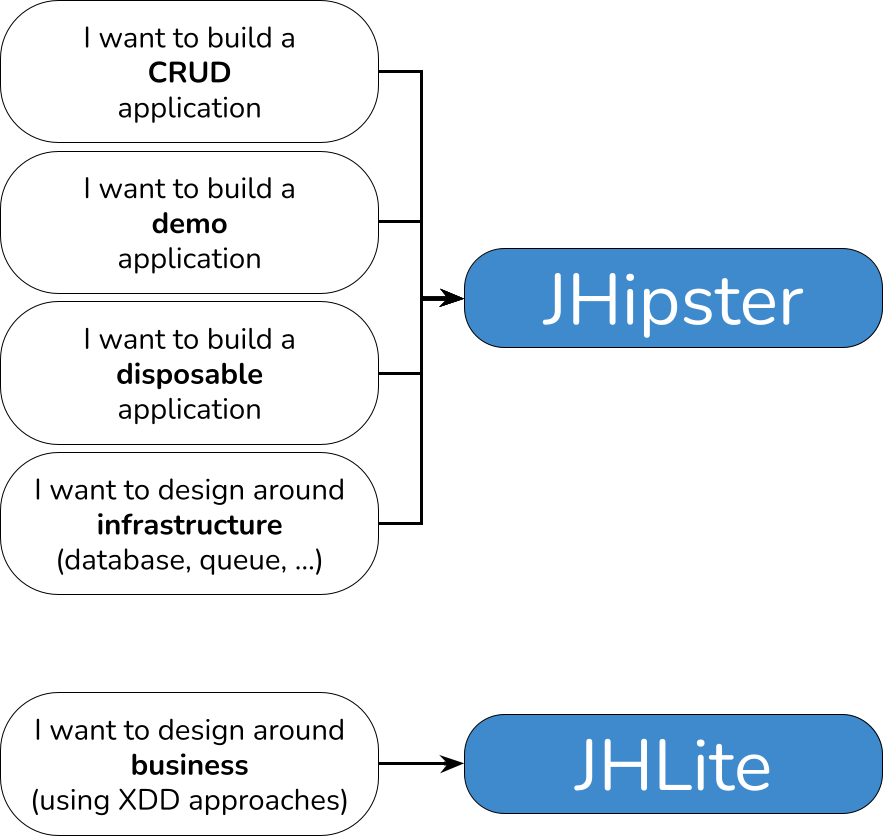 I want to build a
CRUD
application
I want to build a
demo
application
I want to build a
disposable
application
I want to design around
infrastructure
(database, queue, ...)
JHipster
I want to design around
business
(using XDD approaches)
JHLite